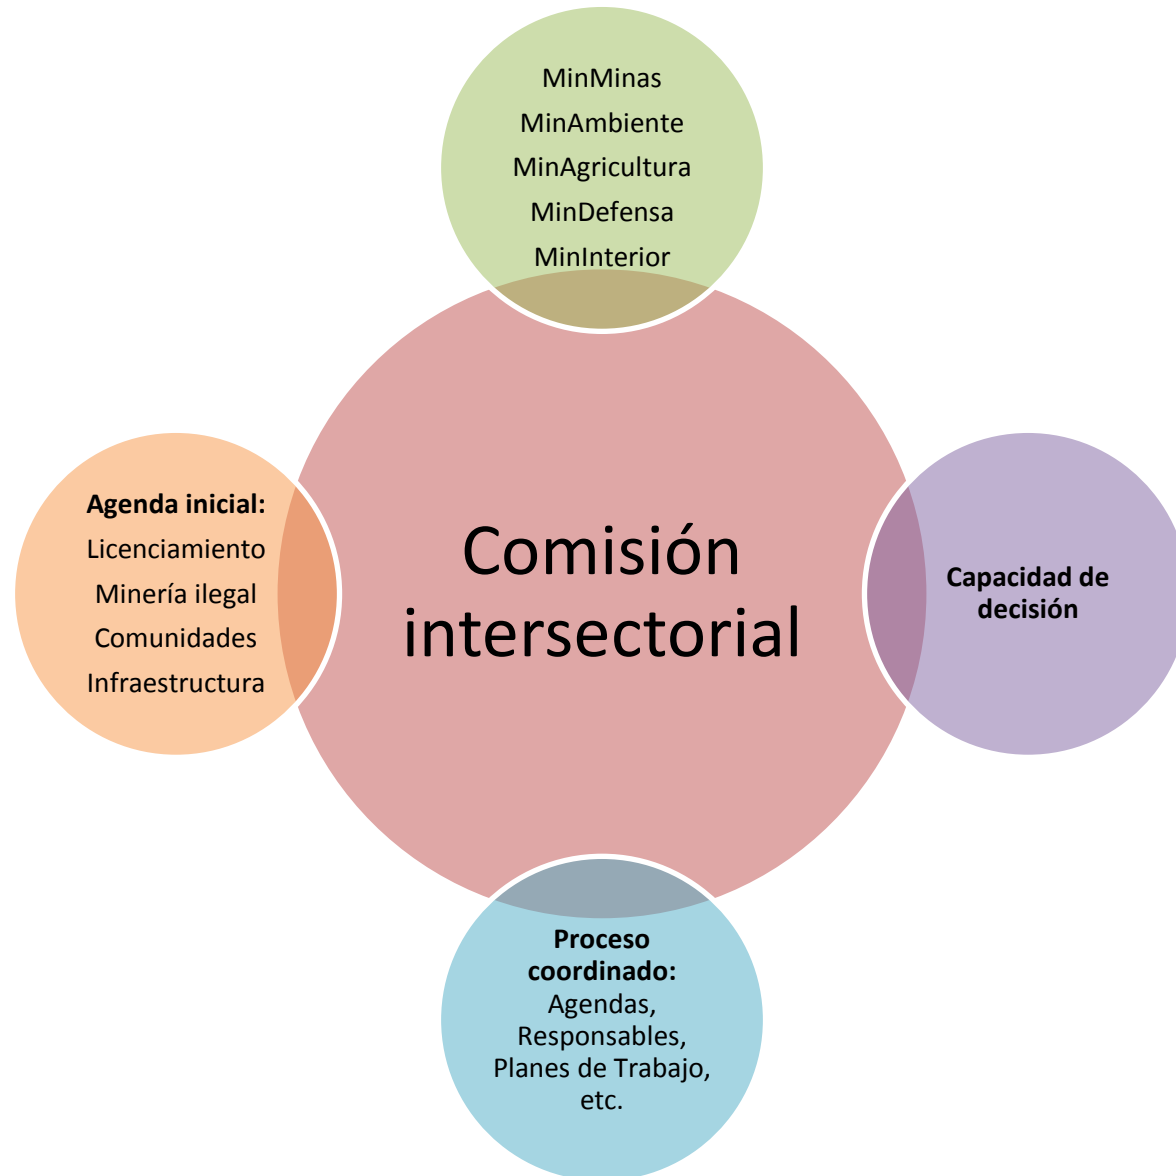 MinMinas
MinAmbiente
MinAgricultura
MinDefensa
MinInterior
Agenda inicial:
Licenciamiento
Minería ilegal
Comunidades
Infraestructura
Comisión
intersectorial
Capacidad de
decisión
Proceso
coordinado:
Agendas,
Responsables,
Planes de Trabajo,
etc.